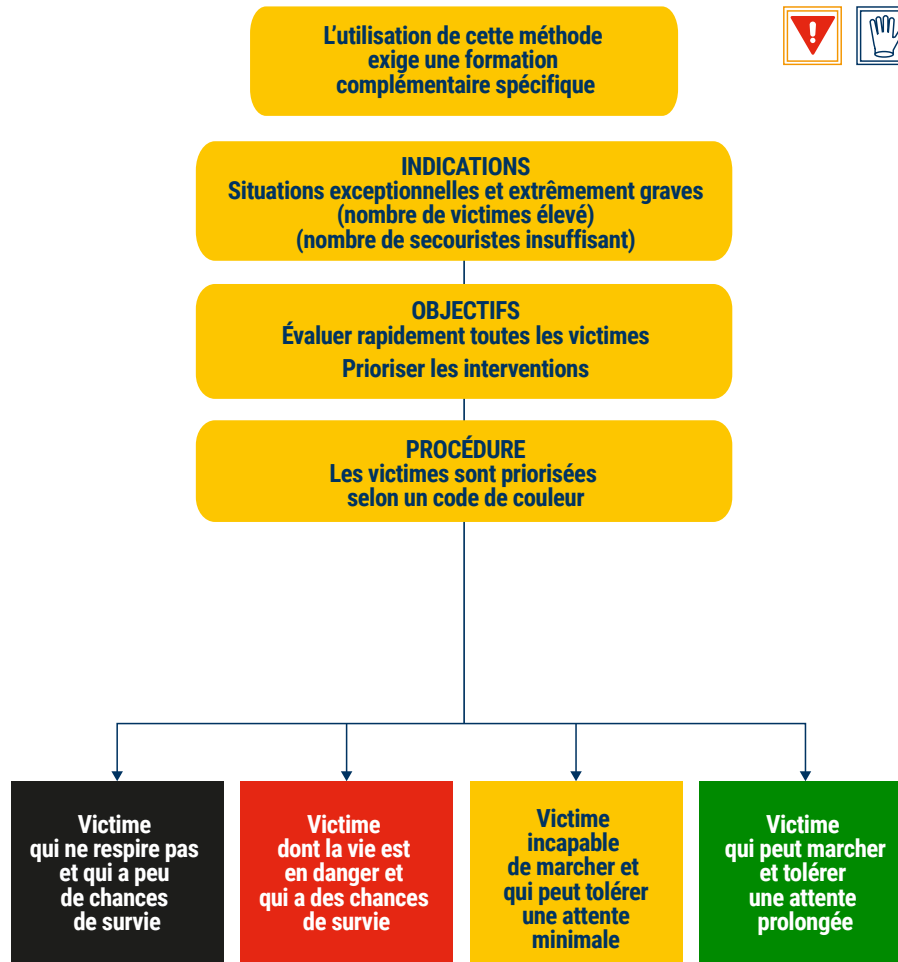 L'utilisation de cette méthode
exige une formation
complémentaire spécifique
!
INDICATIONS
Situations exceptionnelles et extrêmement graves
(nombre de victimes élevé)
(nombre de secouristes insuffisant)
OBJECTIFS
Évaluer rapidement toutes les victimes
Prioriser les interventions
PROCÉDURE
Les victimes sont priorisées
selon un code de couleur
Victime
qui ne respire pas
et qui a peu
de chances
de survie
Victime
dont la vie est
en danger et
qui a des chances
de survie
Victime
incapable
de marcher et
qui peut tolérer
une attente
minimale
Victime
qui peut marcher
et tolérer
une attente
prolongée